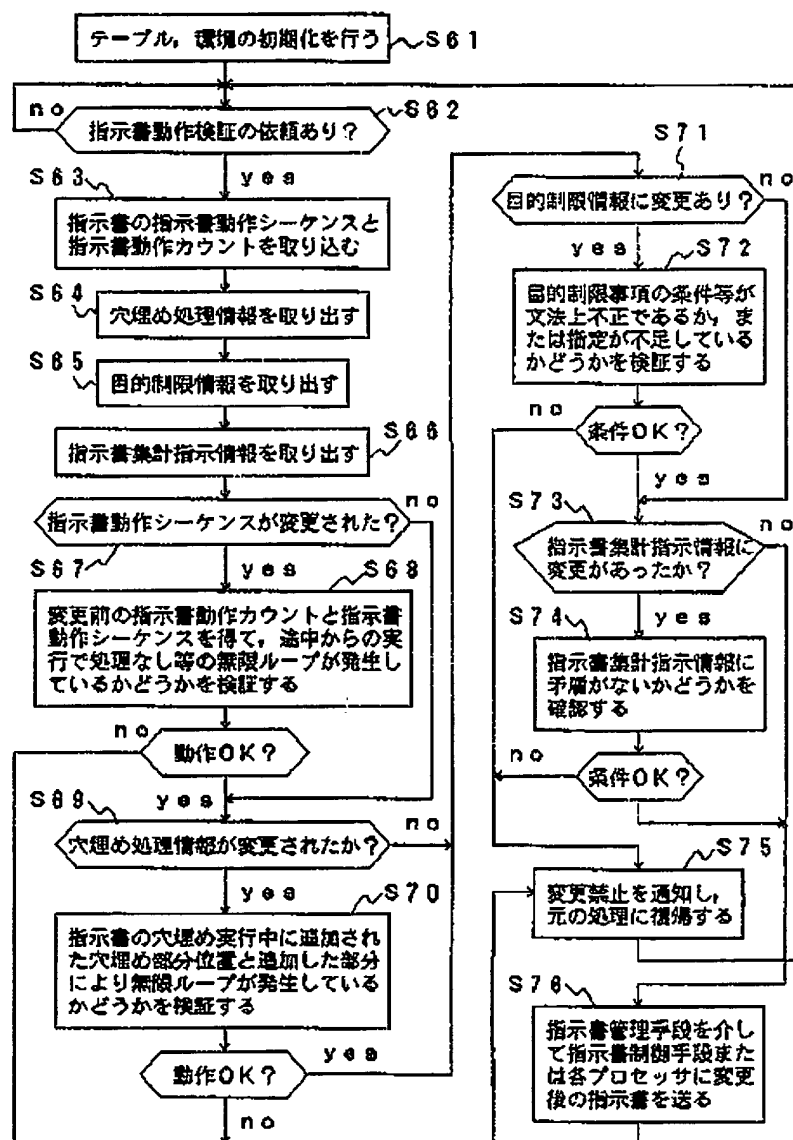 テーブル，環境の初期化を行う
S61
no
S62
指示書動作検証の依頼あり？
yes
S63
指示書の指示書動作シーケンスと
指示書動作カウントを取り込む
S64
穴埋め処理情報を取り出す
S65
目的制限情報を取り出す
S66
指示書集計指示情報を取り出す
no
指示書動作シーケンスが変更された？
S67
yes
S68
変更前の指示書動作カウントと指示書
動作シーケンスを得て，途中からの実
行で処理なし等の無限ループが発生し
ているかどうかを検証する
no
動作OK？
yes
S69
no
穴埋め処理情報が変更されたか？
yes
S70
指示書の穴埋め実行中に追加され
た穴埋め部分位置と追加した部分
により無限ループが発生している
かどうかを検証する
yes
動作OK？
no
S71
no
目的制限情報に変更あり？
yes
S72
目的制限事項の条件等が
文法上不正であるか，ま
たは指定が不足している
かどうかを検証する
no
条件OK？
yes
S73
no
指示書集計指示情報に
変更があったか？
yes
S74
指示書集計指示情報に
矛盾がないかどうかを
確認する
no
条件OK？
S75
変更禁止を通知し，
元の処理に復帰する
S76
指示書管理手段を介し
て指示書制御手段また
は各プロセッサに変更
後の指示書を送る